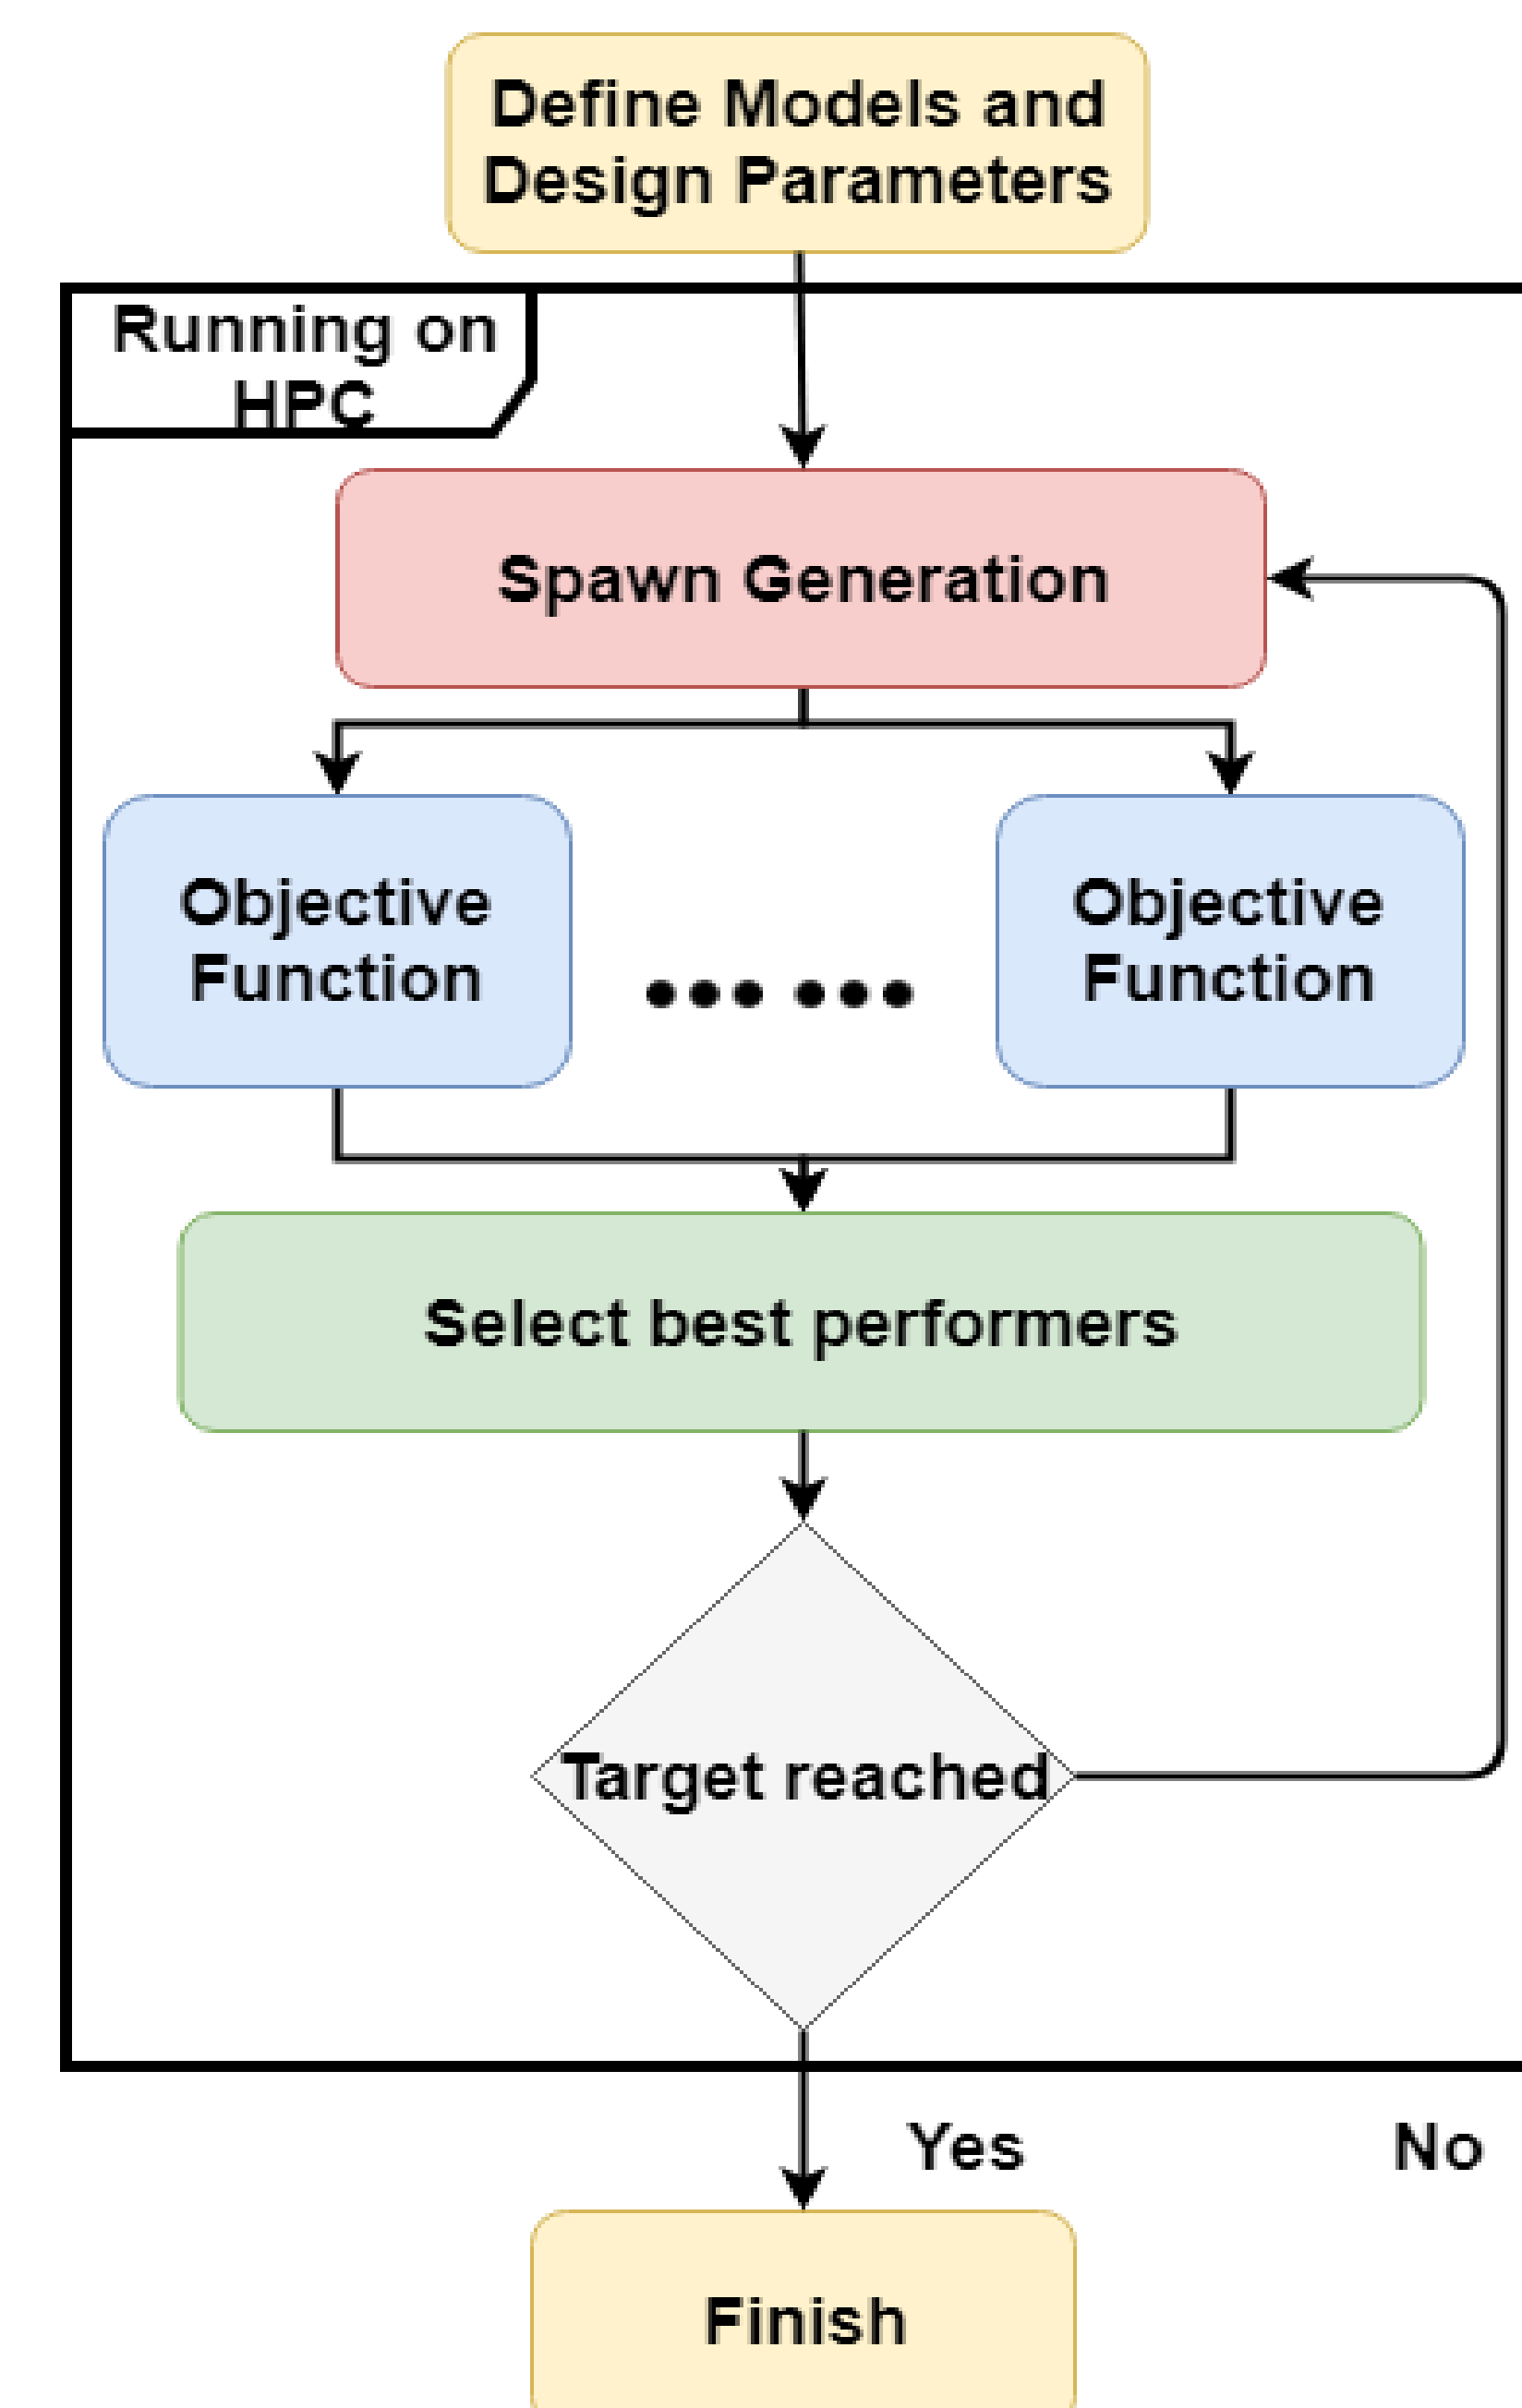 Define Models and
Design Parameters
Running on
HPC
Spawn Generation
Objective
Function
•••  •••
Objective
Function
Select best performers
Target reached
Yes
No
Finish